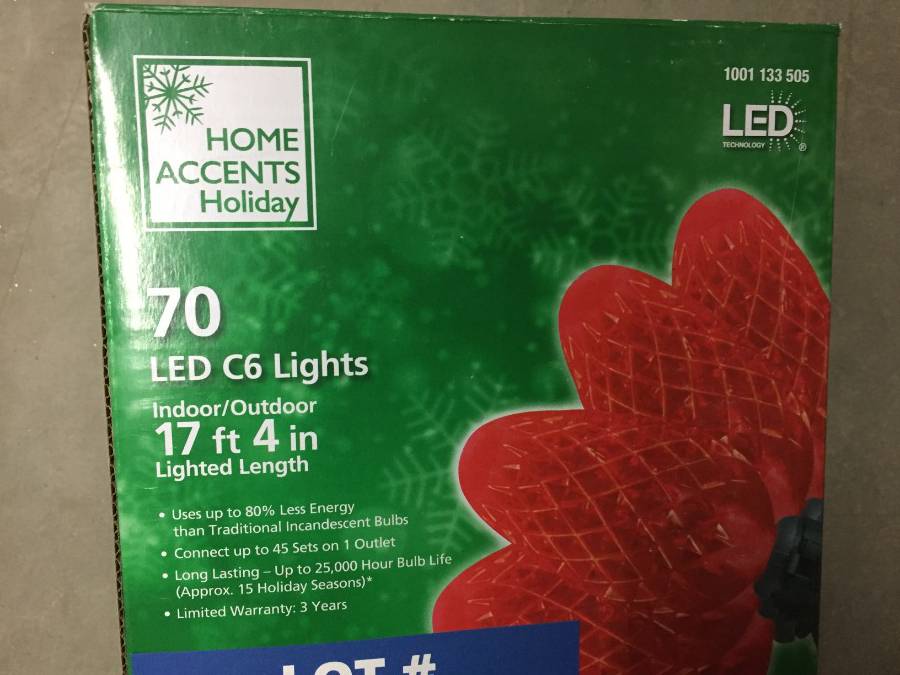 HOME
ACCENTS
Holiday
1001 133 505
LED
TECHNOLOGY ®
70
LED C6 Lights
Indoor/Outdoor
17 ft 4 in
Lighted Length
• Uses up to 80% Less Energy
than Traditional Incandescent Bulbs
• Connect up to 45 Sets on 1 Outlet
• Long Lasting – Up to 25,000 Hour Bulb Life
(Approx. 15 Holiday Seasons)*
• Limited Warranty: 3 Years
LOT #